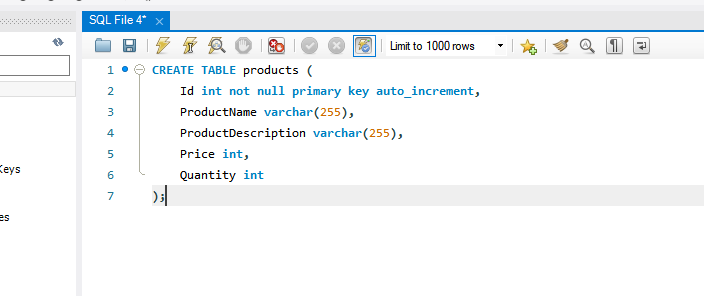 SQL File 4*
Limit to 1000 rows
1 CREATE TABLE products (
2 Id int not null primary key auto_increment,
3 ProductName varchar(255),
4 ProductDescription varchar(255),
5 Price int,
6 Quantity int
7 );
Keys
es